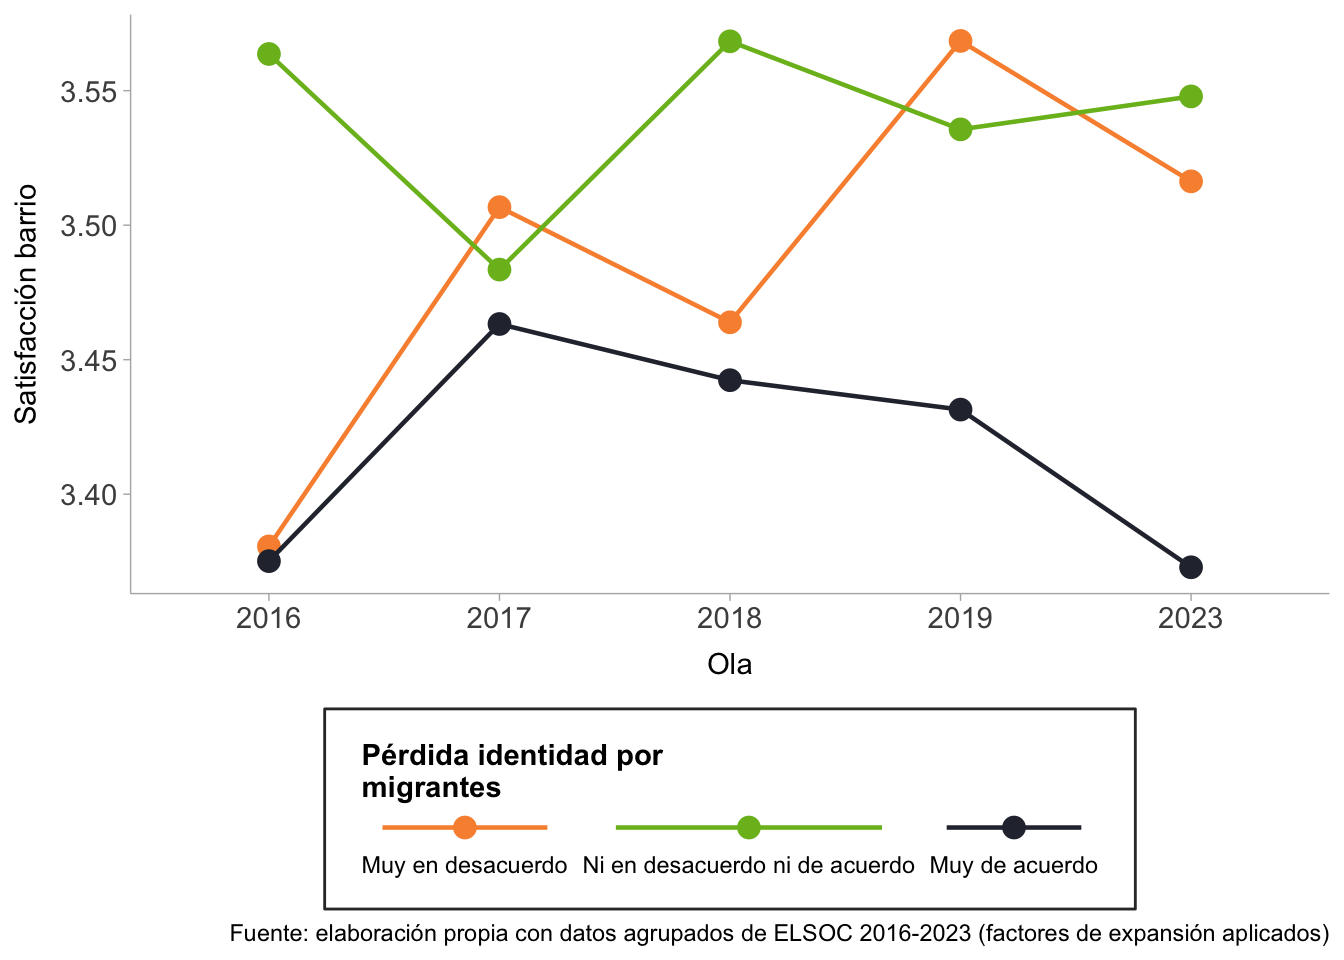 Satisfacción barrio
3.55
3.50
3.45
3.40
2016 2017 2018 2019 2023
Ola
Pérdida identidad por
migrantes
Muy en desacuerdo Ni en desacuerdo ni de acuerdo Muy de acuerdo
Fuente: elaboración propia con datos agrupados de ELSOC 2016-2023 (factores de expansión aplicados)